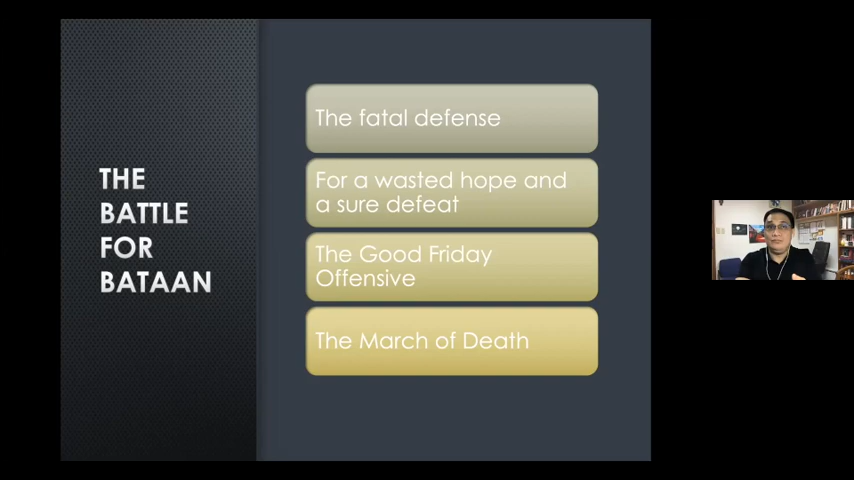 THE
BATTLE
FOR
BATAAN
The fatal defense
For a wasted hope and
a sure defeat
The Good Friday
Offensive
The March of Death